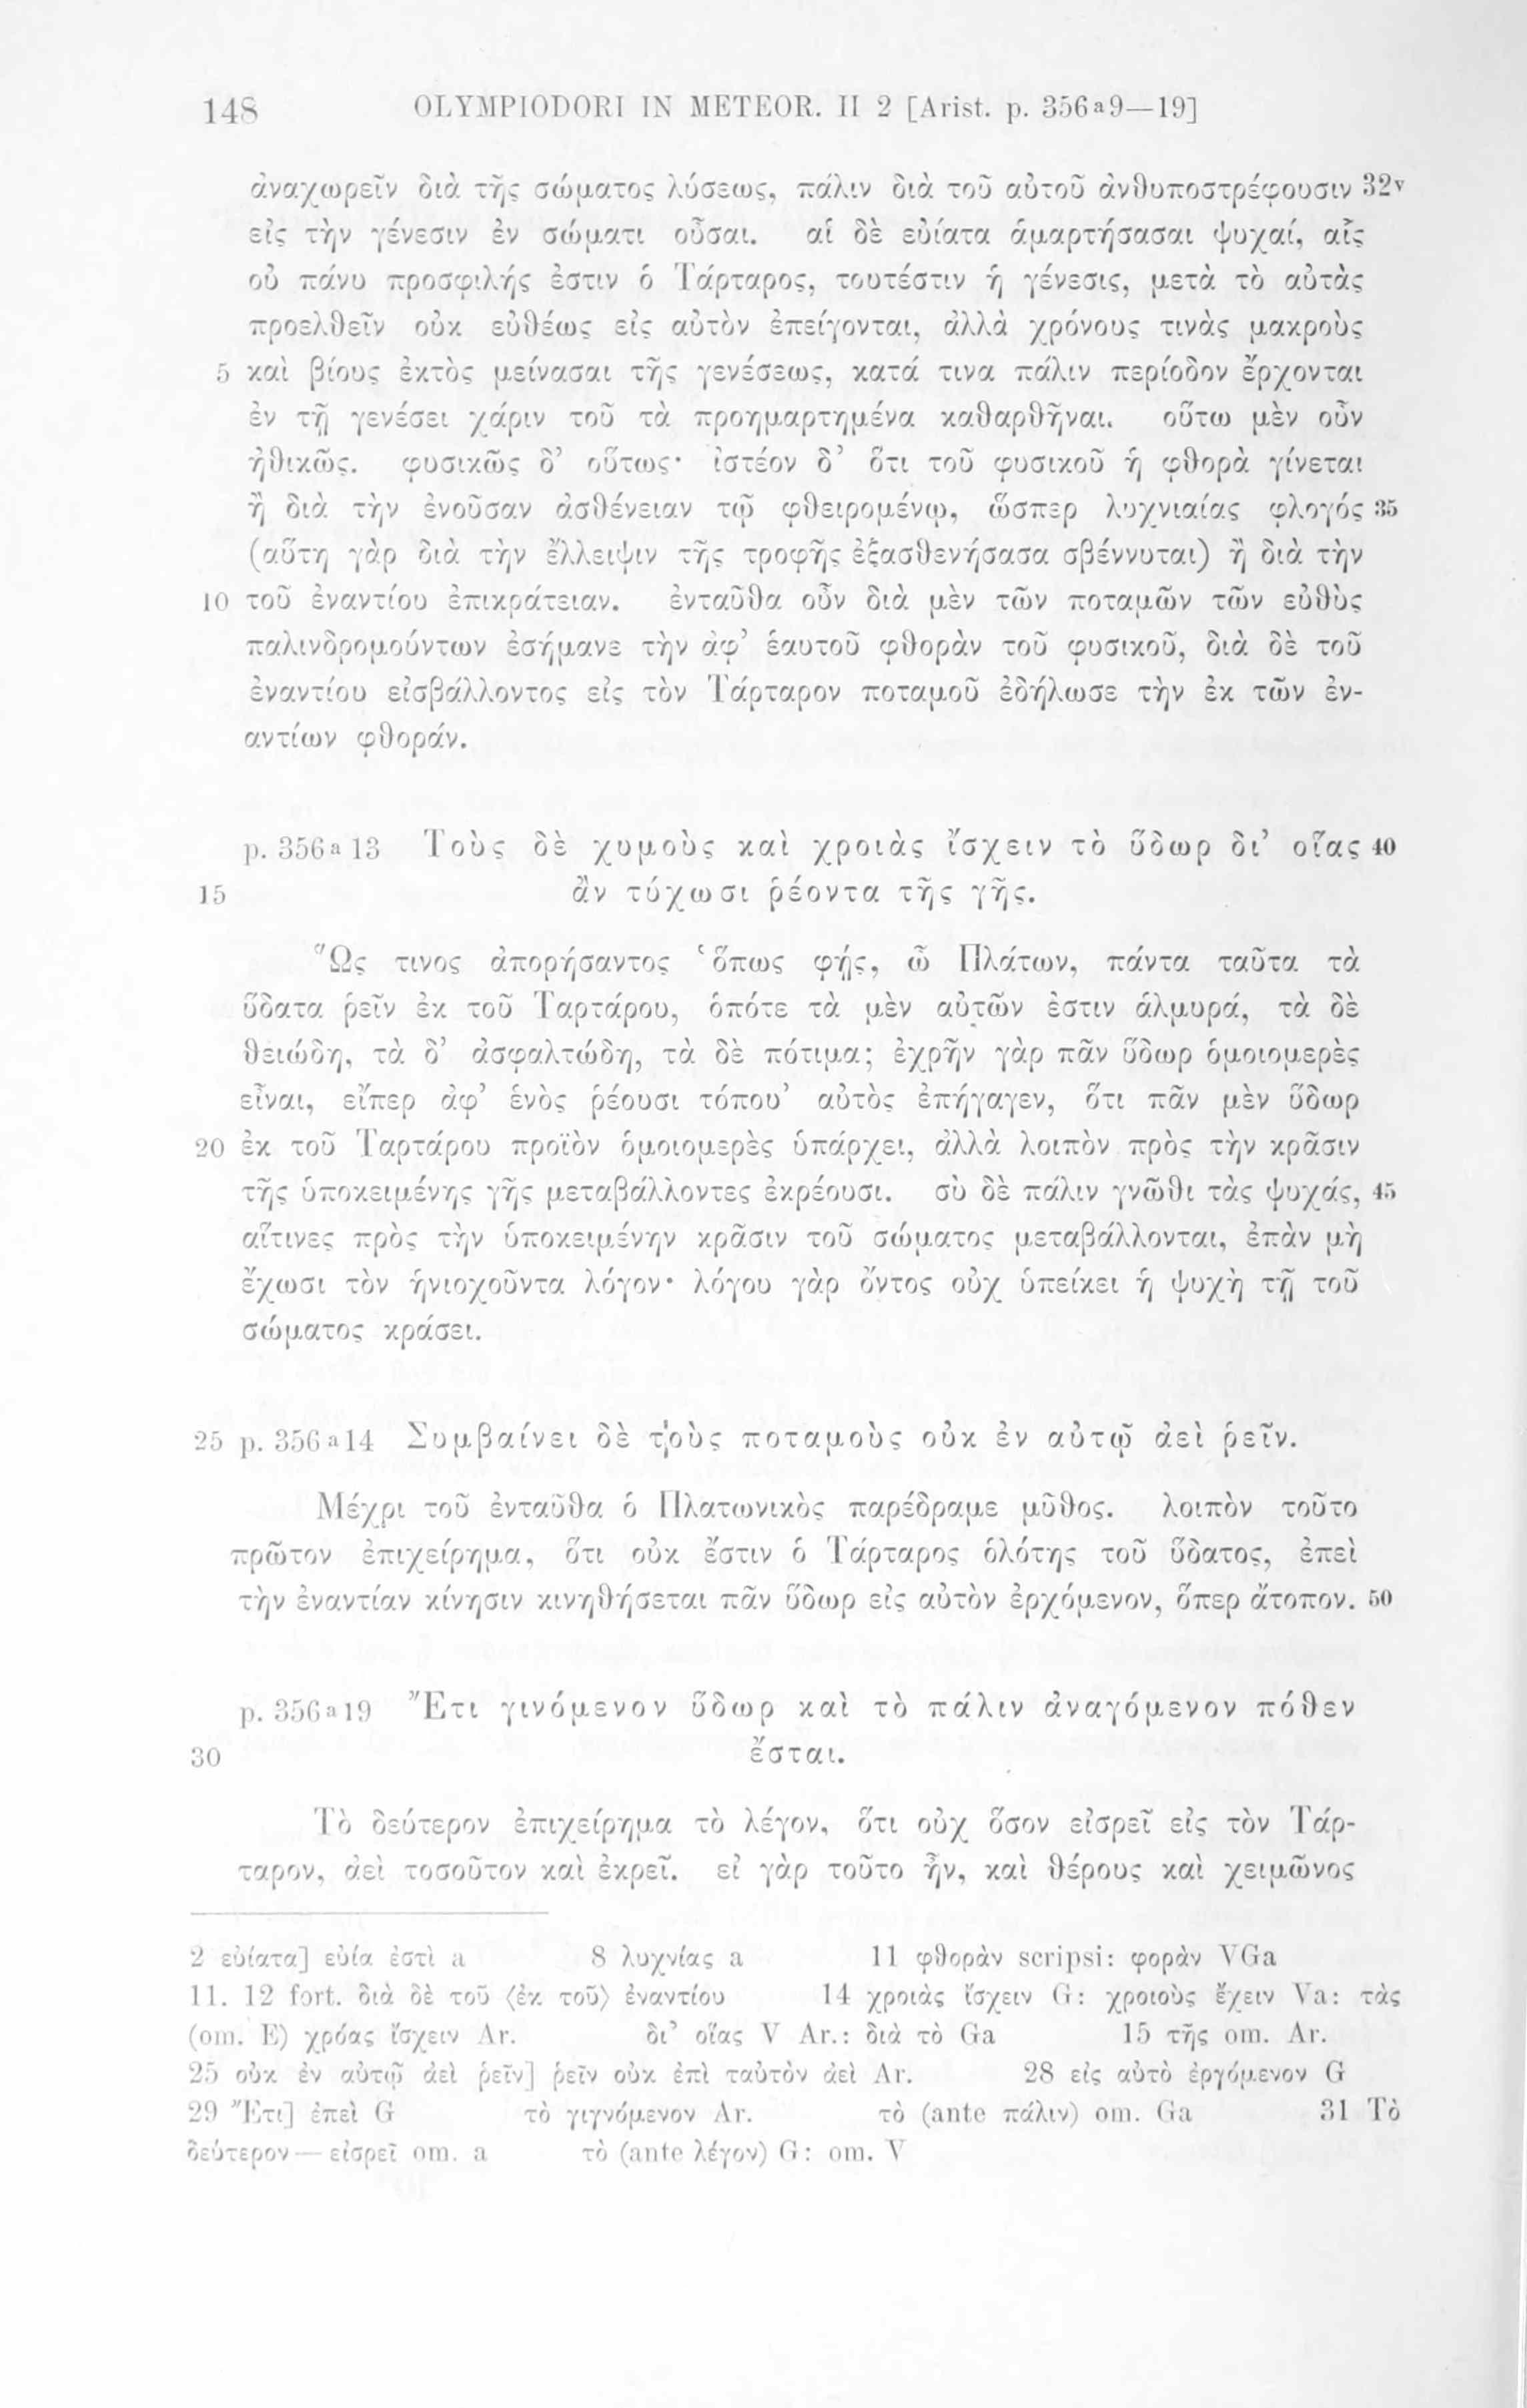 148 OLYMPIODORI IN METEOR. II 2 [Arist. p. 356a9—19]
ἀναχωρεῖν διὰ τῆς σώματος λύσεως, πάλιν διὰ τοῦ αὐτοῦ ἀνθυποστρέφουσιν 32v
εἰς τὴν γένεσιν ἐν σώματι οὖσαι. αἱ δὲ εὐίατα ἁμαρτήσασαι ψυχαί, αἷς
οὐ πάνυ προσφιλής ἐστιν ὁ Τάρταρος, τουτέστιν ἡ γένεσις, μετὰ τὸ αὐτὰς
προελθεῖν οὐκ εὐθέως εἰς αὐτὸν ἐπείγονται, ἀλλὰ χρόνους τινὰς μακροὺς
5 καὶ βίους ἐκτὸς μείνασαι τῆς γενέσεως, κατά τινα πάλιν περίοδον ἔρχονται
ἐν τῇ γενέσει χάριν τοῦ τὰ προημαρτημένα καθαρθῆναι. οὕτω μὲν οὖν
ἠθικῶς. φυσικῶς δ’ οὕτως· ἰστέον δ’ ὅτι τοῦ φυσικοῦ ἡ φθορὰ γίνεται
ἢ διὰ τὴν ἐνοῦσαν ἀσθένειαν τῷ φθειρομένῳ, ὥσπερ λυχνιαίας φλογός 35
(αὕτη γὰρ διὰ τὴν ἔλλειψιν τῆς τροφῆς ἐξασθενήσασα σβέννυται) ἢ διὰ τὴν
10 τοῦ ἐναντίου ἐπικράτειαν. ἐνταῦθα οὖν διὰ μὲν τῶν ποταμῶν τῶν εὐθὺς
παλινδρομούντων ἐσήμανε τὴν ἀφ’ ἑαυτοῦ φθορὰν τοῦ φυσικοῦ, διὰ δὲ τοῦ
ἐναντίου εἰσβάλλοντος εἰς τὸν Τάρταρον ποταμοῦ ἐδήλωσε τὴν ἐκ τῶν ἐν-
αντίων φθοράν.
p. 356a13 Τοὺς δὲ χυμοὺς καὶ χροιὰς ἴσχειν τὸ ὕδωρ δι’ οἵας 40
15 ἂν τύχωσι ῥέοντα τῆς γῆς.
Ὥς τινος ἀπορήσαντος ‘ὅπως φῄς, ὦ Πλάτων, πάντα ταῦτα τὰ
ὕδατα ῥεῖν ἐκ τοῦ Ταρτάρου, ὁπότε τὰ μὲν αὐτῶν ἐστιν ἁλμυρά, τὰ δὲ
θειώδη, τὰ δ’ ἀσφαλτώδη, τὰ δὲ πότιμα; ἐχρῆν γὰρ πᾶν ὕδωρ ὁμοιομερὲς
εἶναι, εἴπερ ἀφ’ ἑνὸς ῥέουσι τόπου’ αὐτὸς ἐπήγαγεν, ὅτι πᾶν μὲν ὕδωρ
20 ἐκ τοῦ Ταρτάρου προϊὸν ὁμοιομερὲς ὑπάρχει, ἀλλὰ λοιπὸν πρὸς τὴν κρᾶσιν
τῆς ὑποκειμένης γῆς μεταβάλλοντες ἐκρέουσι. σὺ δὲ πάλιν γνῶθι τὰς ψυχάς, 45
αἵτινες πρὸς τὴν ὑποκειμένην κρᾶσιν τοῦ σώματος μεταβάλλονται, ἐπὰν μὴ
ἔχωσι τὸν ἡνιοχοῦντα λόγον· λόγου γὰρ ὄντος οὐχ ὑπείκει ἡ ψυχὴ τῇ τοῦ
σώματος κράσει.
25 p. 356a14 Συμβαίνει δὲ τοὺς ποταμοὺς οὐκ ἐν αὐτῷ ἀεὶ ῥεῖν.
Μέχρι τοῦ ἐνταῦθα ὁ Πλατωνικὸς παρέδραμε μῦθος. λοιπὸν τοῦτο
πρῶτον ἐπιχείρημα, ὅτι οὐκ ἔστιν ὁ Τάρταρος ὁλότης τοῦ ὕδατος, ἐπεὶ
τὴν ἐναντίαν κίνησιν κινηθήσεται πᾶν ὕδωρ εἰς αὐτὸν ἐρχόμενον, ὅπερ ἄτοπον. 50
p. 356a19 Ἔτι γινόμενον ὕδωρ καὶ τὸ πάλιν ἀναγόμενον πόθεν
30 ἔσται.
Τὸ δεύτερον ἐπιχείρημα τὸ λέγον, ὅτι οὐχ ὅσον εἰσρεῖ εἰς τὸν Τάρ-
ταρον, ἀεὶ τοσοῦτον καὶ ἐκρεῖ. εἰ γὰρ τοῦτο ἦν, καὶ θέρους καὶ χειμῶνος
2 εὐίατα] εὐία ἐστὶ a 8 λυχνίας a 11 φθορὰν scripsi: φορὰν VGa
11. 12 fort. διὰ δὲ τοῦ ⟨ἐκ τοῦ⟩ ἐναντίου 14 χροιὰς ἴσχειν G: χροιοὺς ἔχειν Va: τὰς
(om. E) χρόας ἴσχειν Ar. δι’ οἵας V Ar.: διὰ τὸ Ga 15 τῆς om. Ar.
25 οὐκ ἐν αὐτῷ ἀεὶ ῥεῖν] ῥεῖν οὐκ ἐπὶ ταὐτὸν ἀεὶ Ar. 28 εἰς αὐτὸ ἐρχόμενον G
29 Ἔτι] ἐπεὶ G τὸ γιγνόμενον Ar. τὸ (ante πάλιν) om. Ga 31 Τὸ
δεύτερον — εἰσρεῖ om. a τὸ (ante λέγον) G: om. V